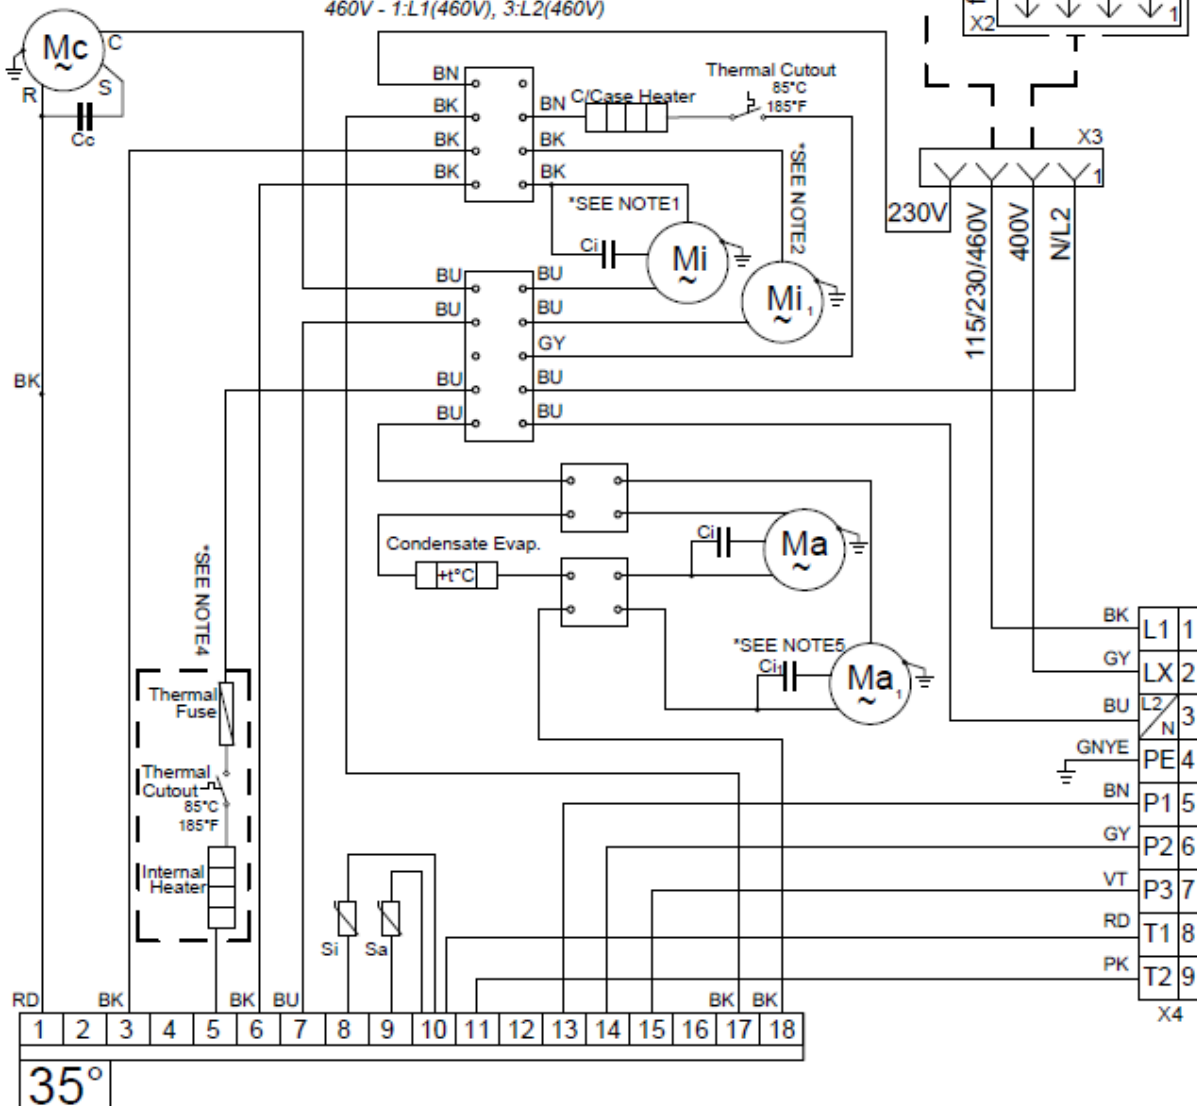 460V - 1:L1(460V), 3:L2(460V)
X2
1
Mc
~
C
S
R
Cc
BN
BK
BK
BK
BN
C/Case Heater
Thermal Cutout
85°C
185°F
BK
BK
*SEE NOTE1
*SEE NOTE2
Ci
Mi
~
Mi1
~
X3
1
230V
115/230/460V
400V
N/L2
BU
BU
BU
BU
BU
BU
GY
BU
BU
BK
Condensate Evap.
+t°C
Ci
Ma
~
*SEE NOTE5
Ci1
Ma1
~
*SEE NOTE4
Thermal
Fuse
Thermal
Cutout
85°C
185°F
Internal
Heater
Si
Sa
BK L1 1
GY LX 2
BU L2/N 3
GNYE PE 4
BN P1 5
GY P2 6
VT P3 7
RD T1 8
PK T2 9
X4
RD BK BK BU BK BK
1 2 3 4 5 6 7 8 9 10 11 12 13 14 15 16 17 18
35°